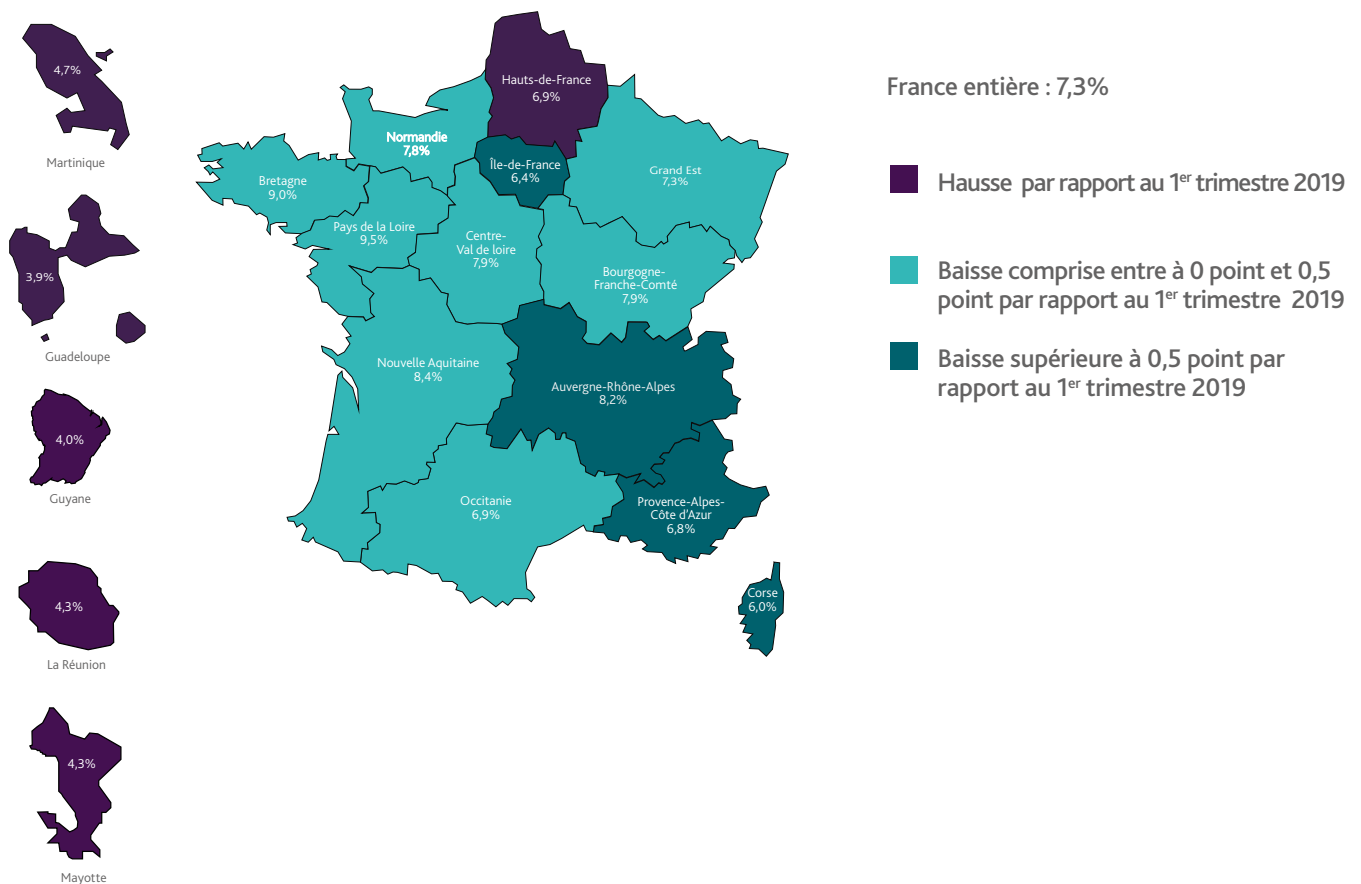 4,7%
Martinique
3,9%
Guadeloupe
4,0%
Guyane
4,3%
La Réunion
4,3%
Mayotte
Hauts-de-France
6,9%
Normandie
7,8%
Île-de-France
6,4%
Grand Est
7,3%
Bretagne
9,0%
Pays de la Loire
9,5%
Centre-
Val de loire
7,9%
Bourgogne-
Franche-Comté
7,9%
Nouvelle Aquitaine
8,4%
Auvergne-Rhône-Alpes
8,2%
Occitanie
6,9%
Provence-Alpes-
Côte d'Azur
6,8%
Corse
6,0%
France entière : 7,3%
Hausse par rapport au 1er trimestre 2019
Baisse comprise entre à 0 point et 0,5
point par rapport au 1er trimestre 2019
Baisse supérieure à 0,5 point par
rapport au 1er trimestre 2019